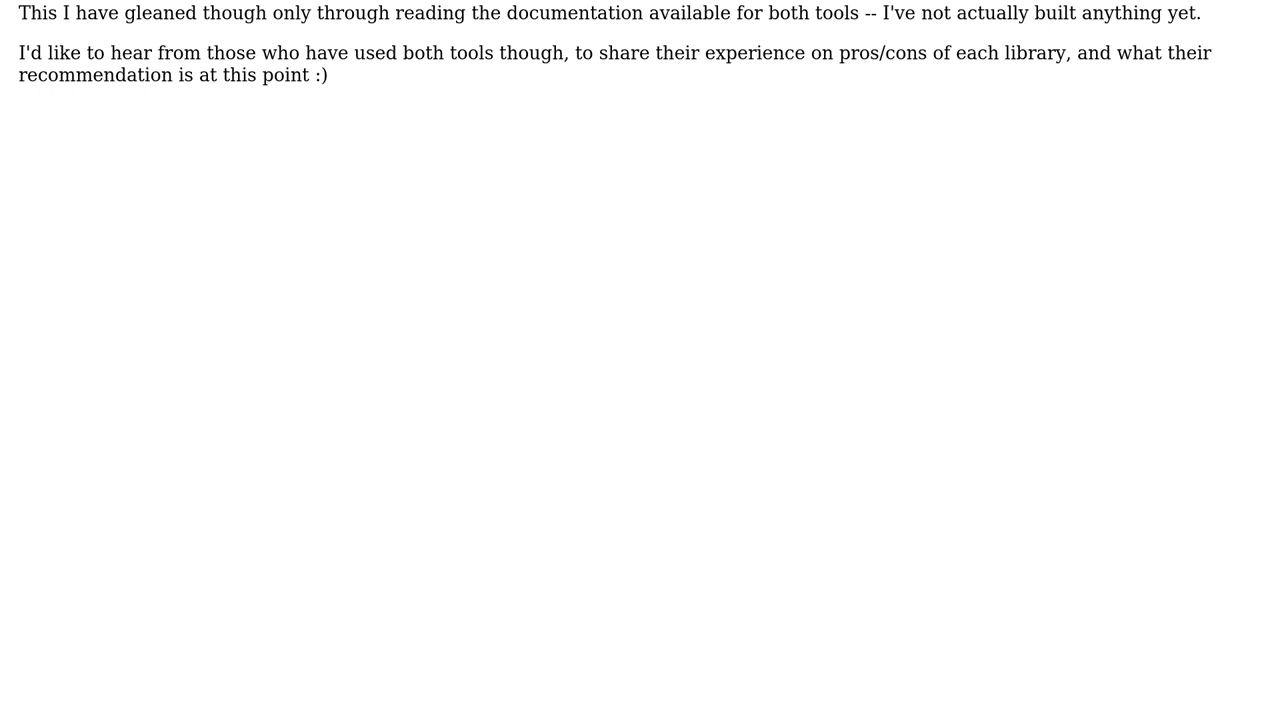 This I have gleaned though only through reading the documentation available for both tools -- I've not actually built anything yet.
I'd like to hear from those who have used both tools though, to share their experience on pros/cons of each library, and what their
recommendation is at this point :)